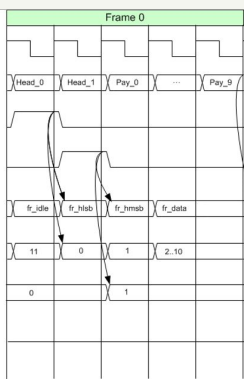 Frame 0
Head_0 Head_1 Pay_0 ... Pay_9
fr_idle fr_hlsb fr_hmsb fr_data
11 0 1 2..10
0 1